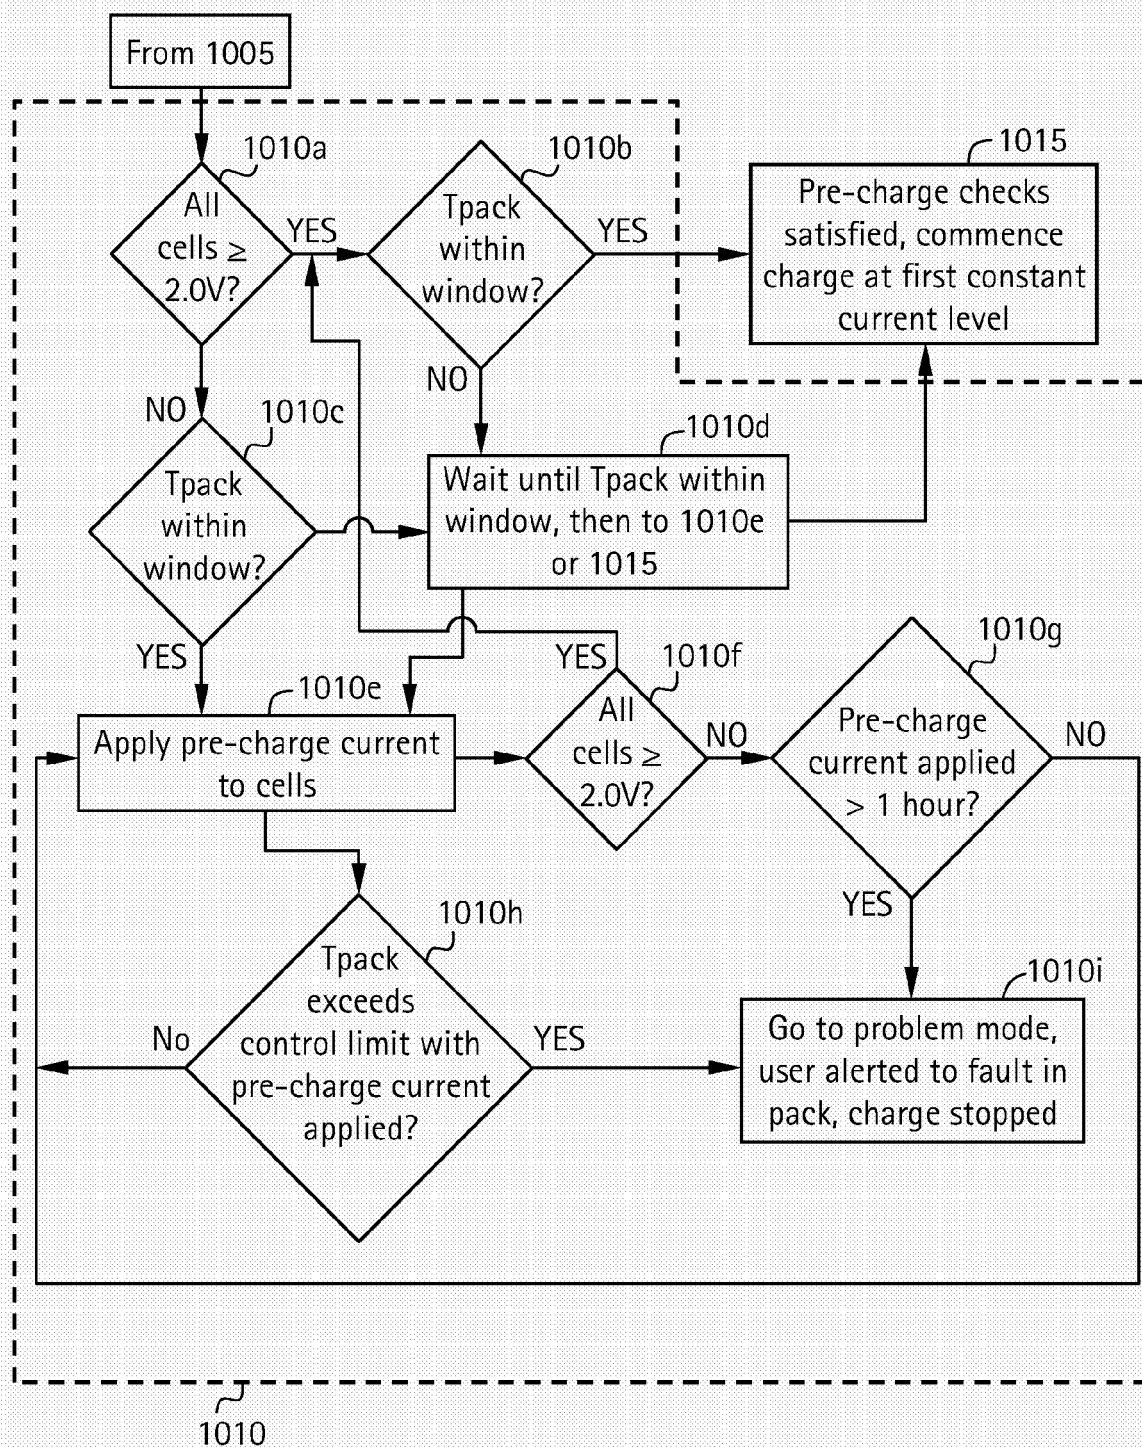 From 1005
1010a
All
cells ≥
2.0V?
YES
1010b
Tpack
within
window?
YES
1015
Pre-charge checks
satisfied, commence
charge at first constant
current level
NO
NO
1010c
Tpack
within
window?
1010d
Wait until Tpack within
window, then to 1010e
or 1015
YES
1010e
Apply pre-charge current
to cells
YES
1010f
All
cells ≥
2.0V?
NO
1010g
Pre-charge
current applied
> 1 hour?
NO
YES
1010h
Tpack
exceeds
control limit with
pre-charge current
applied?
No
YES
1010i
Go to problem mode,
user alerted to fault in
pack, charge stopped
1010